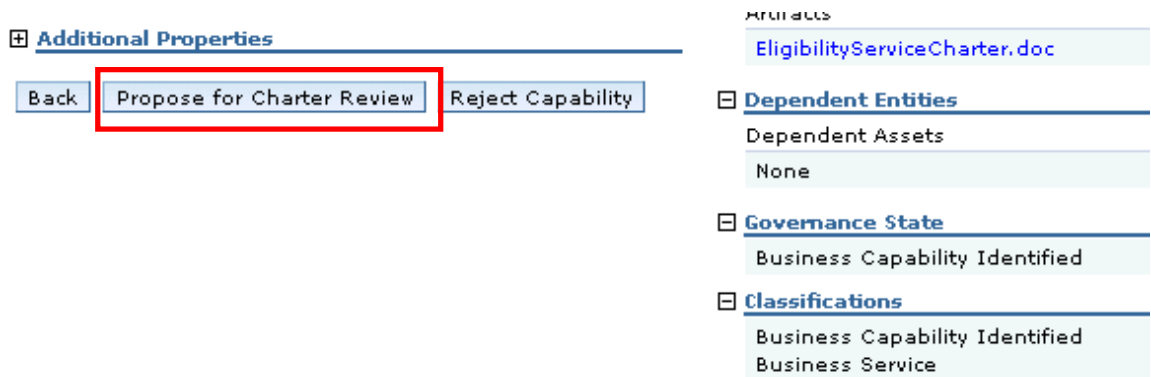 Additional Properties
Back
Propose for Charter Review
Reject Capability
Artifacts
EligibilityServiceCharter.doc
Dependent Entities
Dependent Assets
None
Governance State
Business Capability Identified
Classifications
Business Capability Identified
Business Service